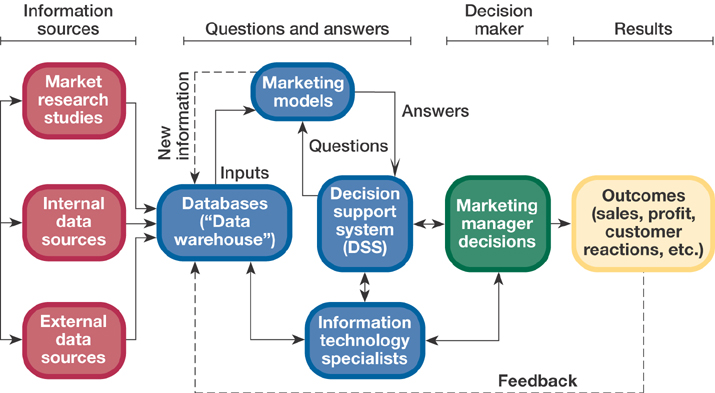 Information
sources
Questions and answers
Decision
maker
Results
Market
research
studies
Internal
data
sources
External
data
sources
New
information
Inputs
Databases
(“Data
warehouse”)
Marketing
models
Questions
Answers
Decision
support
system
(DSS)
Information
technology
specialists
Marketing
manager
decisions
Outcomes
(sales, profit,
customer
reactions, etc.)
Feedback